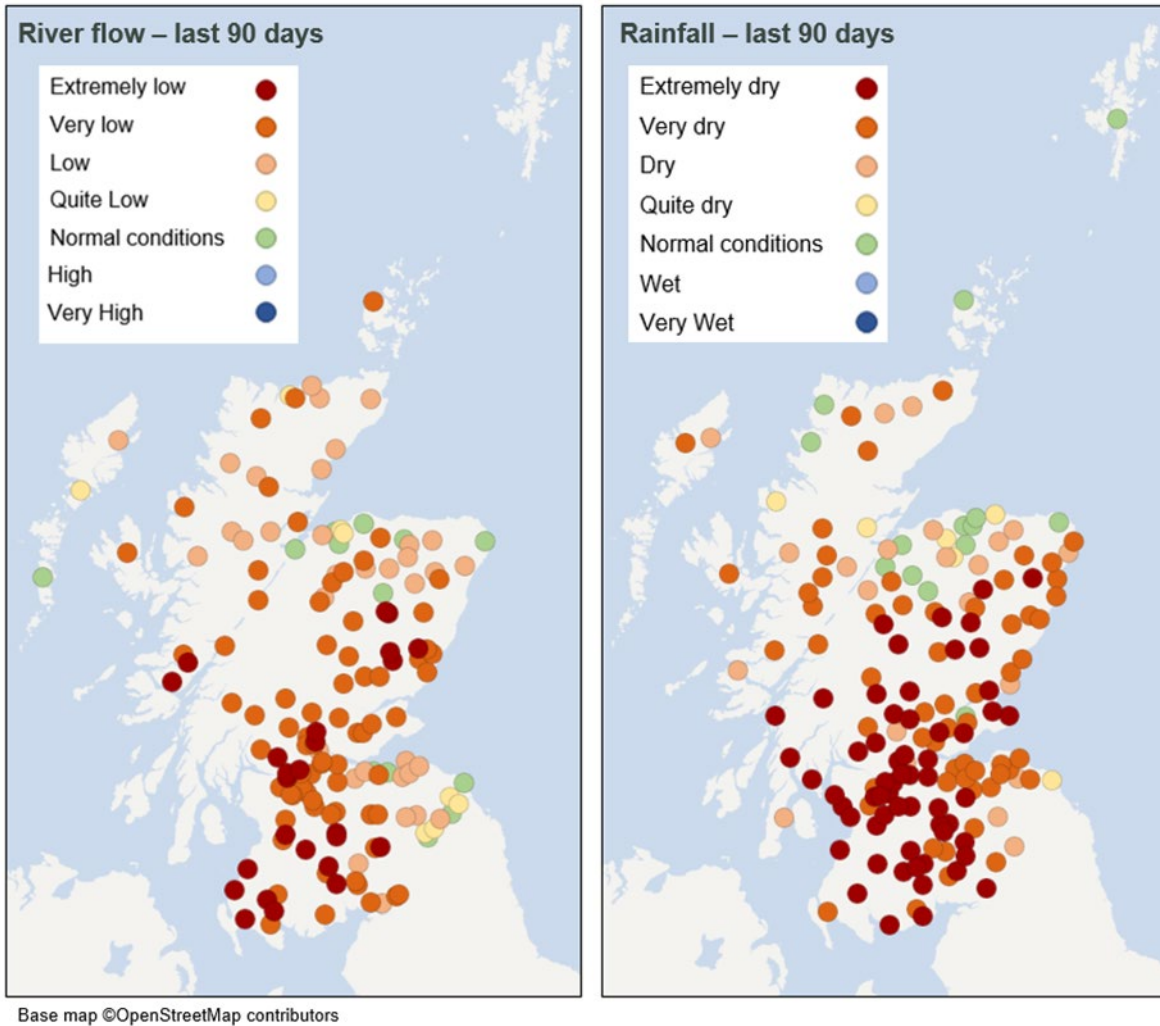 River flow – last 90 days
Extremely low
Very low
Low
Quite Low
Normal conditions
High
Very High
Rainfall – last 90 days
Extremely dry
Very dry
Dry
Quite dry
Normal conditions
Wet
Very Wet
Base map ©OpenStreetMap contributors